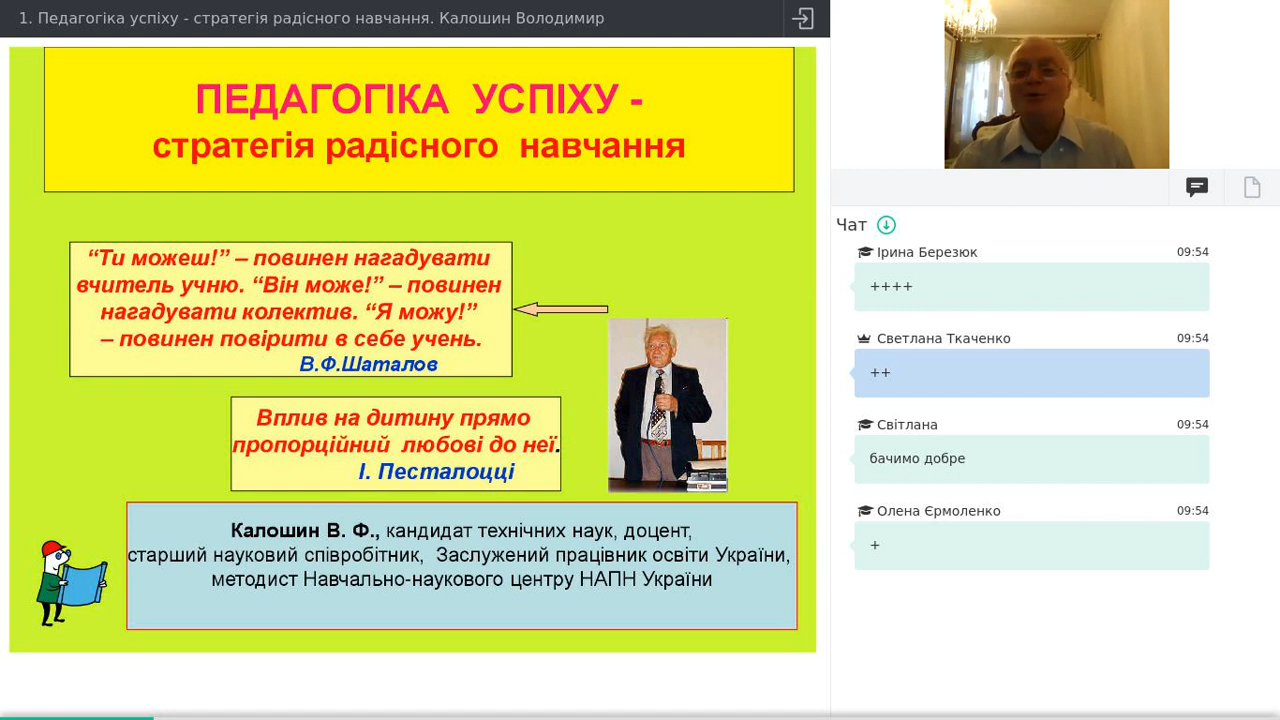 1. Педагогіка успіху - стратегія радісного навчання. Калошин Володимир
ПЕДАГОГІКА УСПІХУ -
стратегія радісного навчання
“Ти можеш!” – повинен нагадувати
вчитель учню. “Він може!” – повинен
нагадувати колектив. “Я можу!”
– повинен повірити в себе учень.
В.Ф.Шаталов
Вплив на дитину прямо
пропорційний любові до неї.
І. Песталоцці
Калошин В. Ф., кандидат технічних наук, доцент,
старший науковий співробітник, Заслужений працівник освіти України,
методист Навчально-наукового центру НАПН України
Чат
Ірина Березюк 09:54
++++
Светлана Ткаченко 09:54
++
Світлана 09:54
бачимо добре
Олена Єрмоленко 09:54
+